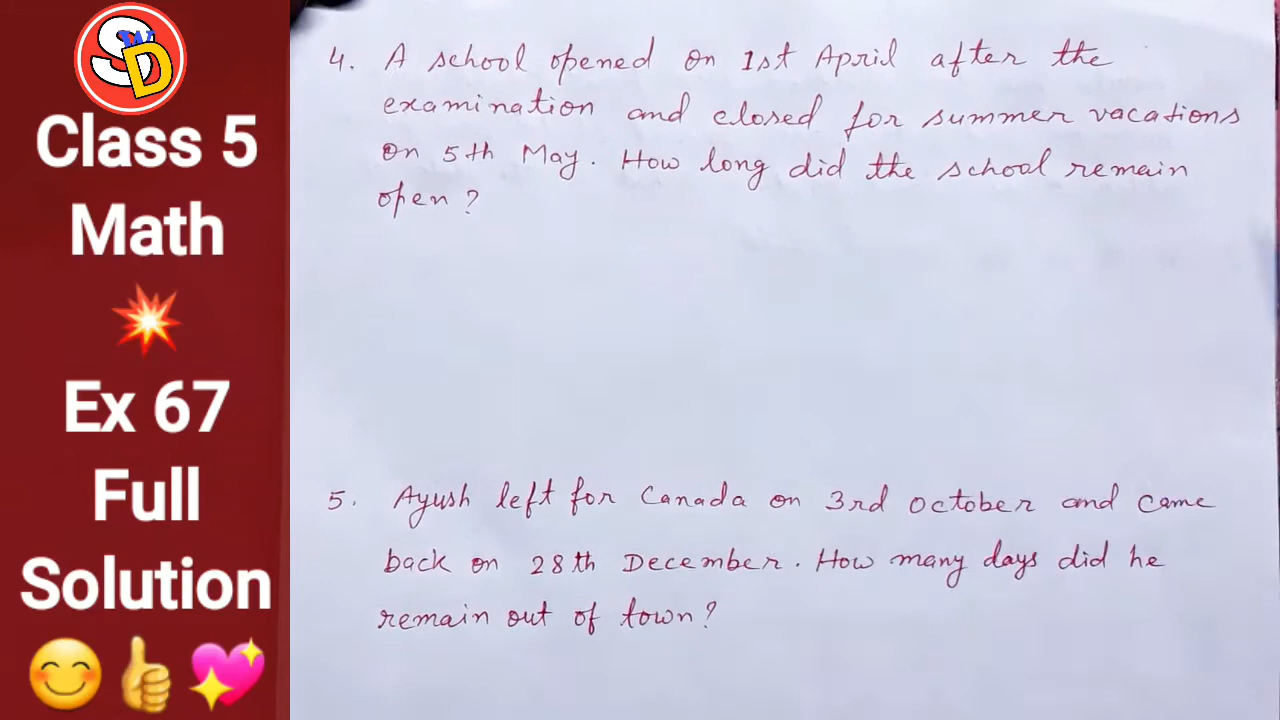 SWD
Class 5
Math
Ex 67
Full
Solution
4. A school opened on 1st April after the
examination and closed for summer vacations
on 5th May. How long did the school remain
open?
5. Ayush left for Canada on 3rd October and came
back on 28th December. How many days did he
remain out of town?